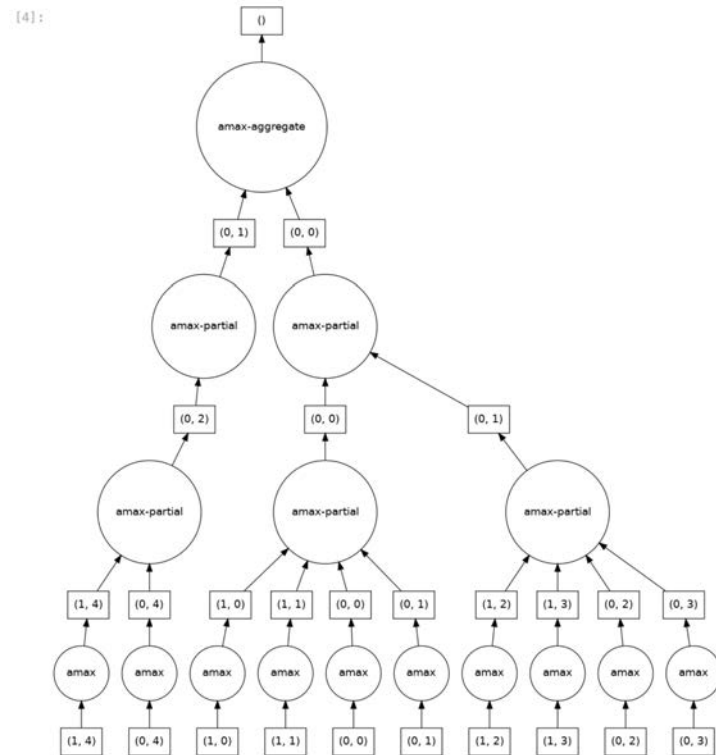 [4]:
()
amax-aggregate
(0, 1) (0, 0)
amax-partial amax-partial
(0, 2) (0, 0) (0, 1)
amax-partial amax-partial amax-partial
(1, 4) (0, 4) (1, 0) (1, 1) (0, 0) (0, 1) (1, 2) (1, 3) (0, 2) (0, 3)
amax amax amax amax amax amax amax amax amax amax
(1, 4) (0, 4) (1, 0) (1, 1) (0, 0) (0, 1) (1, 2) (1, 3) (0, 2) (0, 3)